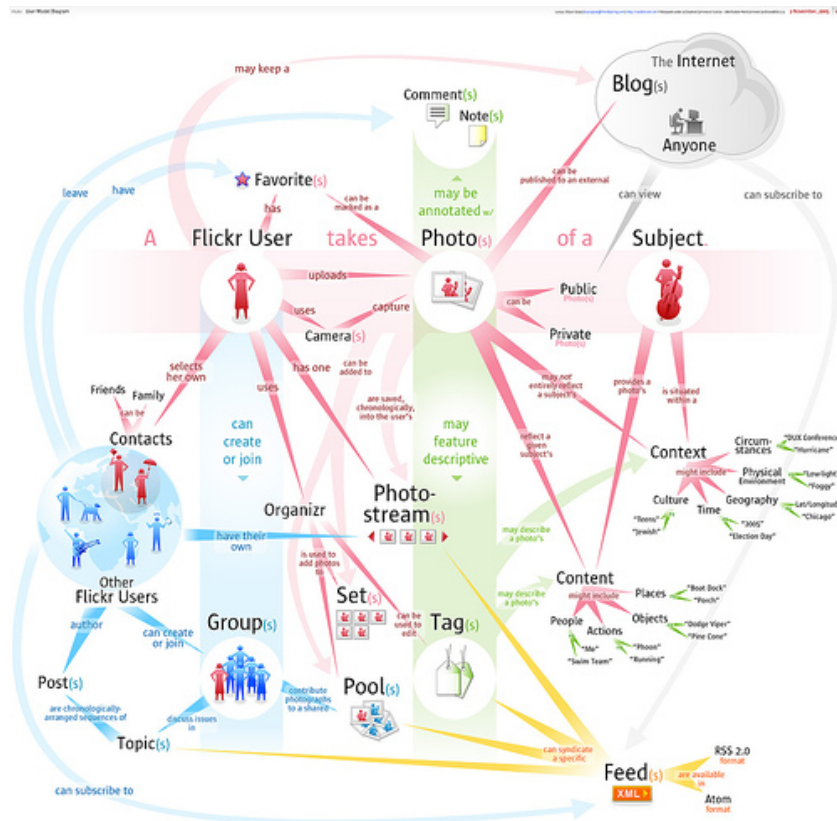 User Model Diagram
may keep a
The Internet
Blog(s)
Anyone
Comment(s)
Note(s)
can be
published to an external
leave
have
Favorite(s)
has
can be
marked as a
may be
annotated w/
can view
can subscribe to
A
Flickr User
takes
Photo(s)
of a
Subject
uploads
uses
capture
Camera(s)
can be
Public
Photo(s)
Private
Photo(s)
selects
her own
uses
has one
can be
added to
are saved,
chronologically,
into the user's
may not
entirely reflect
a subject's
provides a
photo's
is situated
within a
Friends
Family
can be
Contacts
can
create
or join
may
feature
descriptive
reflect a
given
subject's
Context
might include
Circum-
stances
"DUX Conference"
"Hurricane"
Physical
Environment
"Low-light"
"Foggy"
Geography
"Chicago"
Culture
"Teens"
"Jewish"
Time
"2005"
"Election Day"
Organizr
Photo-
stream(s)
have their
own
is used to
add photos
to
may describe
a photo's
Other
Flickr Users
Set(s)
can be
used to
edit
may describe
a photo's
Content
might include
Places
"Boat Dock"
"Porch"
Objects
"Dodge Viper"
"Pine Cone"
People
"Me"
"Swim Team"
Actions
"Phoon"
"Running"
author
can create
or join
Group(s)
Tag(s)
Post(s)
contribute
photographs
to a shared
Pool(s)
are chronologically-
arranged sequences of
discuss issues
in
Topic(s)
can syndicate
a specific
can subscribe to
Feed(s)
XML
are available
in
RSS 2.0
format
Atom
format